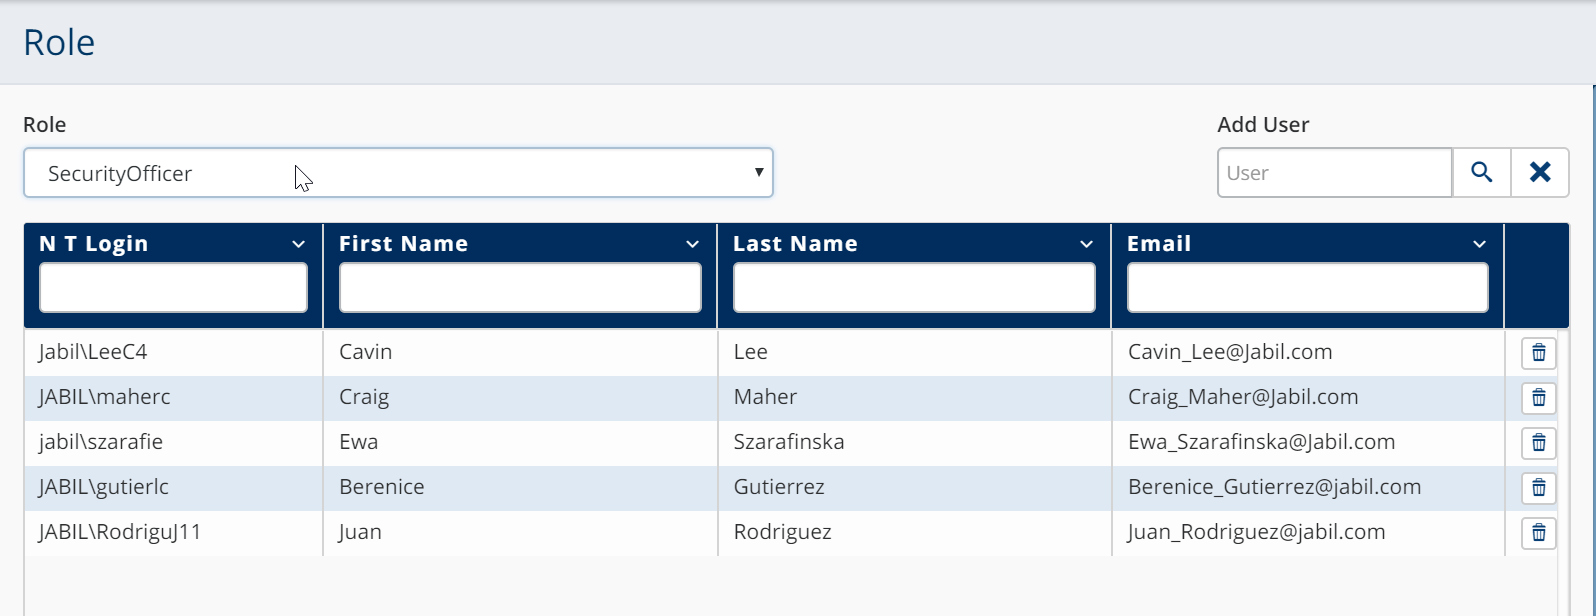 Role
Role Add User
SecurityOfficer User
N T Login First Name Last Name Email
Jabil\LeeC4 Cavin Lee Cavin_Lee@Jabil.com
JABIL\maherc Craig Maher Craig_Maher@Jabil.com
jabil\szarafie Ewa Szarafinska Ewa_Szarafinska@Jabil.com
JABIL\gutierlc Berenice Gutierrez Berenice_Gutierrez@jabil.com
JABIL\RodriguJ11 Juan Rodriguez Juan_Rodriguez@jabil.com